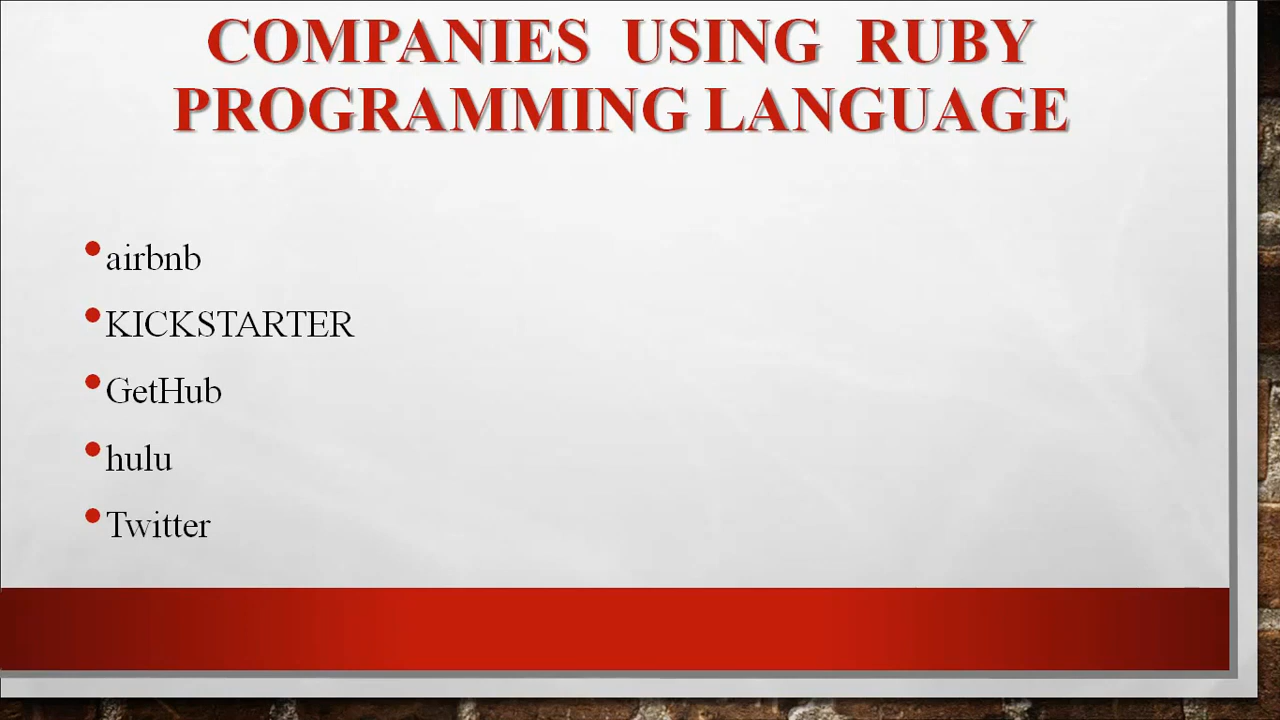 COMPANIES USING RUBY
PROGRAMMING LANGUAGE
•airbnb
•KICKSTARTER
•GetHub
•hulu
•Twitter